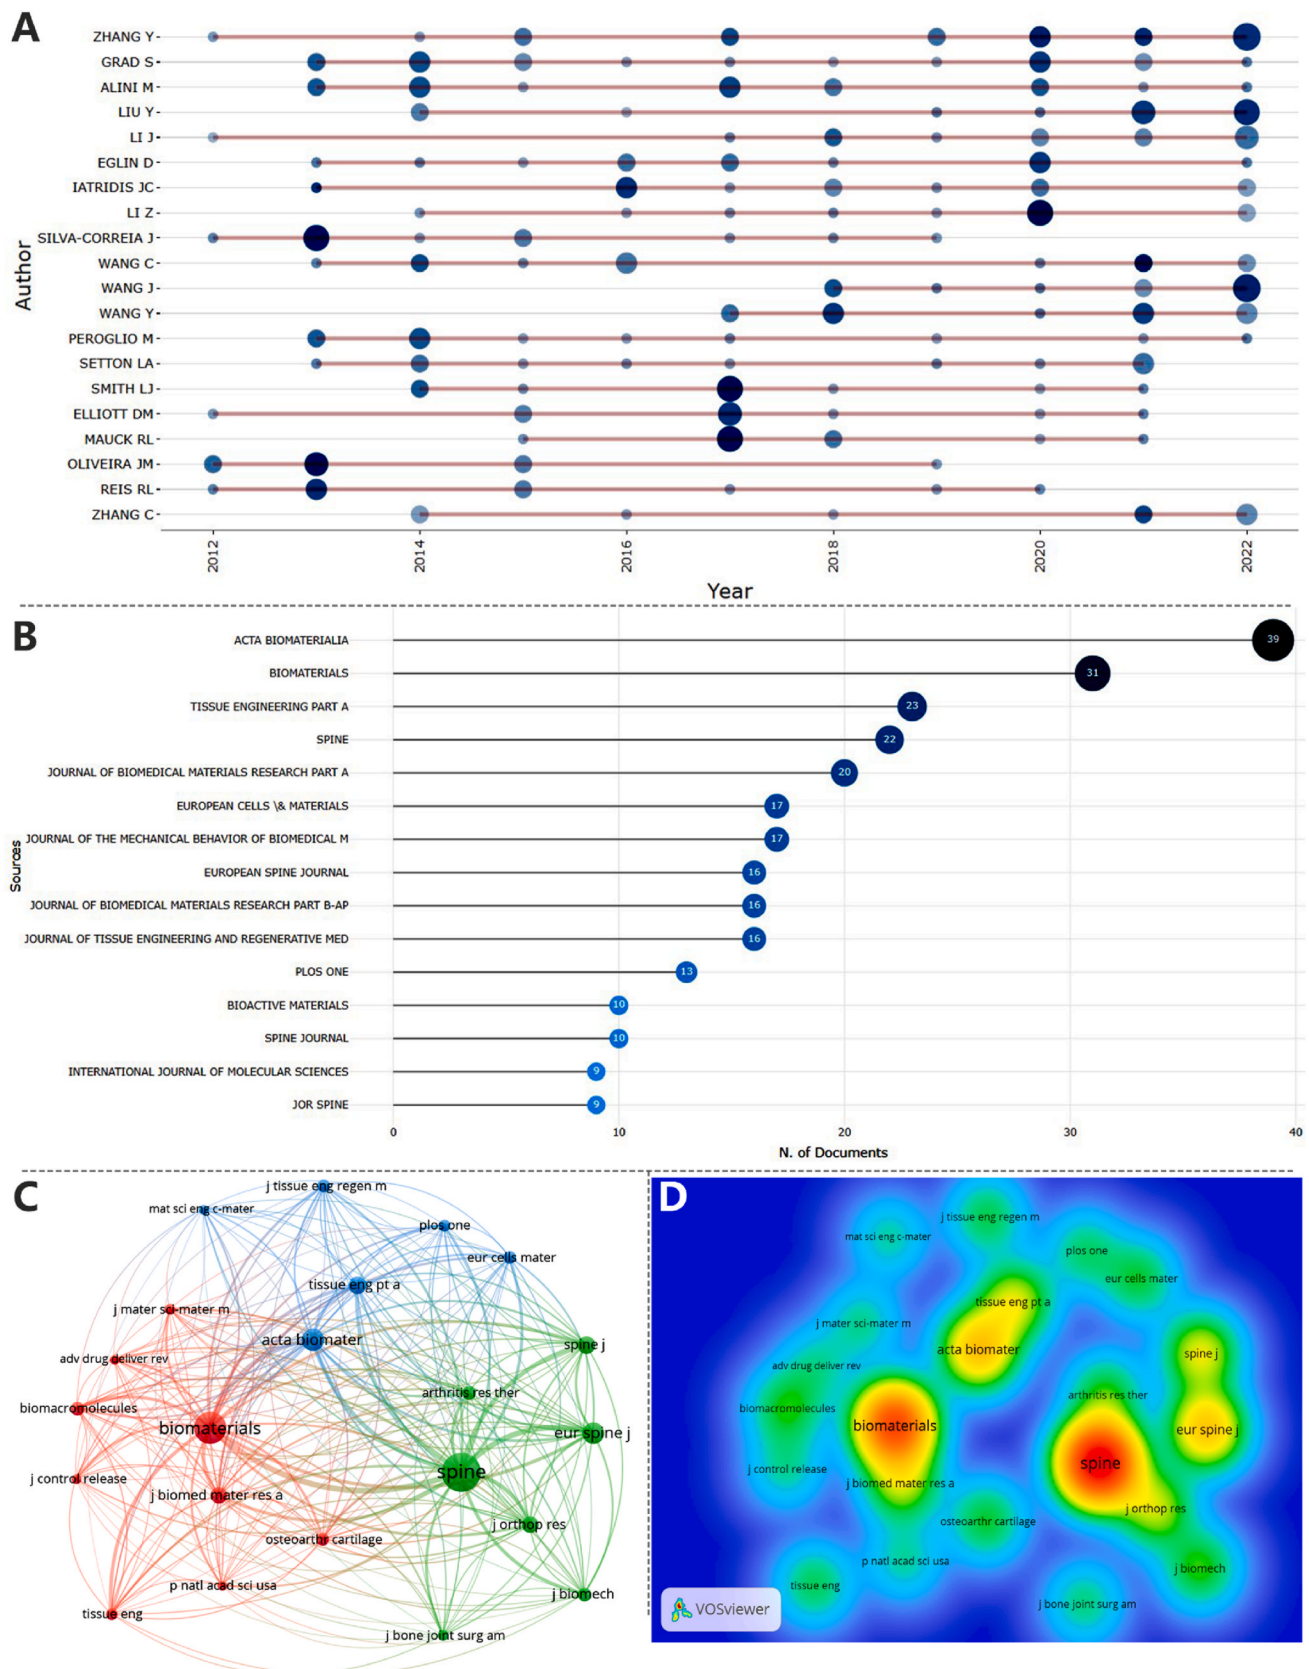 A
ZHANG Y
GRAD S
ALINI M
LIU Y
LI J
EGLIN D
IATRIDIS JC
LI Z
SILVA-CORREIA J
WANG C
WANG J
WANG Y
PEROGLIO M
SETTON LA
SMITH LJ
ELLIOTT DM
MAUCK RL
OLIVEIRA JM
REIS RL
ZHANG C
Author
2012
2014
2016
2018
2020
2022
Year
B
ACTA BIOMATERIALIA
39
BIOMATERIALS
31
TISSUE ENGINEERING PART A
23
SPINE
22
JOURNAL OF BIOMEDICAL MATERIALS RESEARCH PART A
20
EUROPEAN CELLS \& MATERIALS
17
JOURNAL OF THE MECHANICAL BEHAVIOR OF BIOMEDICAL M
17
EUROPEAN SPINE JOURNAL
16
JOURNAL OF BIOMEDICAL MATERIALS RESEARCH PART B-AP
16
JOURNAL OF TISSUE ENGINEERING AND REGENERATIVE MED
16
PLOS ONE
13
BIOACTIVE MATERIALS
10
SPINE JOURNAL
10
INTERNATIONAL JOURNAL OF MOLECULAR SCIENCES
9
JOR SPINE
9
Sources
0
10
20
30
40
N. of Documents
C
j tissue eng regen m
mat sci eng c-mater
plos one
eur cells mater
tissue eng pt a
j mater sci-mater m
acta biomater
spine j
adv drug deliver rev
arthritis res ther
biomacromolecules
biomaterials
eur spine j
spine
j control release
j biomed mater res a
j orthop res
osteoarthr cartilage
p natl acad sci usa
j biomech
tissue eng
j bone joint surg am
D
j tissue eng regen m
mat sci eng c-mater
plos one
eur cells mater
tissue eng pt a
j mater sci-mater m
acta biomater
spine j
adv drug deliver rev
arthritis res ther
biomacromolecules
biomaterials
eur spine j
spine
j control release
j biomed mater res a
j orthop res
osteoarthr cartilage
p natl acad sci usa
j biomech
tissue eng
j bone joint surg am
VOSviewer